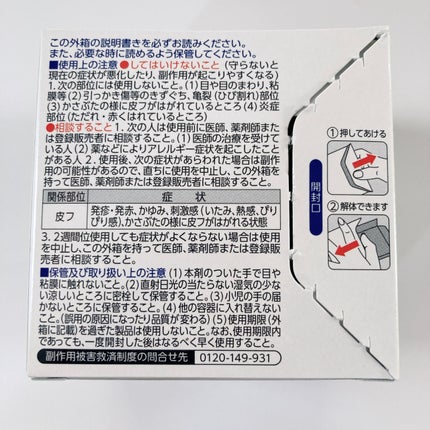 この外箱の説明書きを必ずお読みください。
また、必要な時に読めるよう保管してください。
■使用上の注意 ●してはいけないこと (守らないと
現在の症状が悪化したり、副作用が起こりやすくなる)
1. 次の部位には使用しないこと。(1)目や目のまわり、粘
膜等(2)引っかき傷等のきずぐち、亀裂(ひび割れ)部位
(3)かさぶたの様に皮フがはがれているところ(4)炎症
部位(ただれ・赤くはれているところ)
●相談すること 1. 次の人は使用前に医師、薬剤師また
は登録販売者に相談すること。(1)医師の治療を受けて
いる人(2)薬などによりアレルギー症状を起こしたこと
がある人 2. 使用後、次の症状があらわれた場合は副作用
の可能性があるので、直ちに使用を中止し、この外箱を
持って医師、薬剤師または登録販売者に相談すること。
関係部位 症状
皮フ 発疹・発赤、かゆみ、刺激感(いたみ、熱感、ぴり
ぴり感)、かさぶたの様に皮フがはがれる状態
3. 2週間位使用しても症状がよくならない場合は使用
を中止し、この外箱を持って医師、薬剤師または登録販
売者に相談すること。
■保管及び取り扱い上の注意 (1)本剤のついた手で目や
粘膜に触れないこと。(2)直射日光の当たらない湿気の少
ない涼しいところに密栓して保管すること。(3)小児の手の届
かないところに保管すること。(4)他の容器に入れ替えない
こと。(誤用の原因になったり品質が変わる)(5)使用期限(外
箱に記載)を過ぎた製品は使用しないこと。なお、使用期限内
であっても、一度開封した後はなるべく早く使用すること。
副作用被害救済制度の問合せ先 0120-149-931
開封口
①押してあける
②解体できます